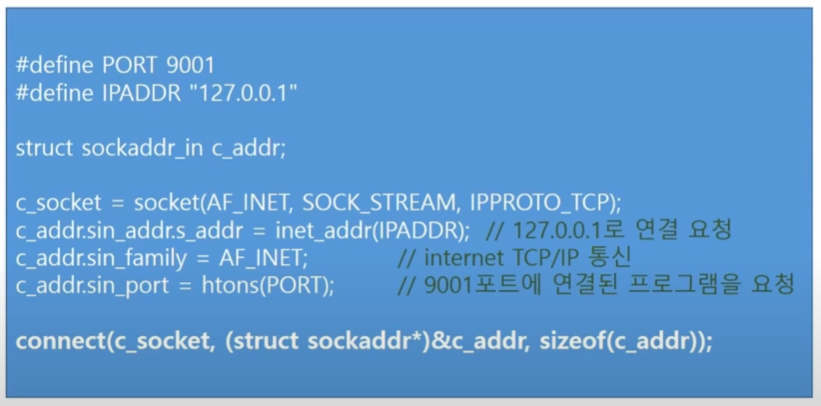 #define PORT 9001
#define IPADDR "127.0.0.1"
struct sockaddr_in c_addr;
c_socket = socket(AF_INET, SOCK_STREAM, IPPROTO_TCP);
c_addr.sin_addr.s_addr = inet_addr(IPADDR); // 127.0.0.1로 연결 요청
c_addr.sin_family = AF_INET; // internet TCP/IP 통신
c_addr.sin_port = htons(PORT); // 9001포트에 연결된 프로그램을 요청
connect(c_socket, (struct sockaddr*)&c_addr, sizeof(c_addr));